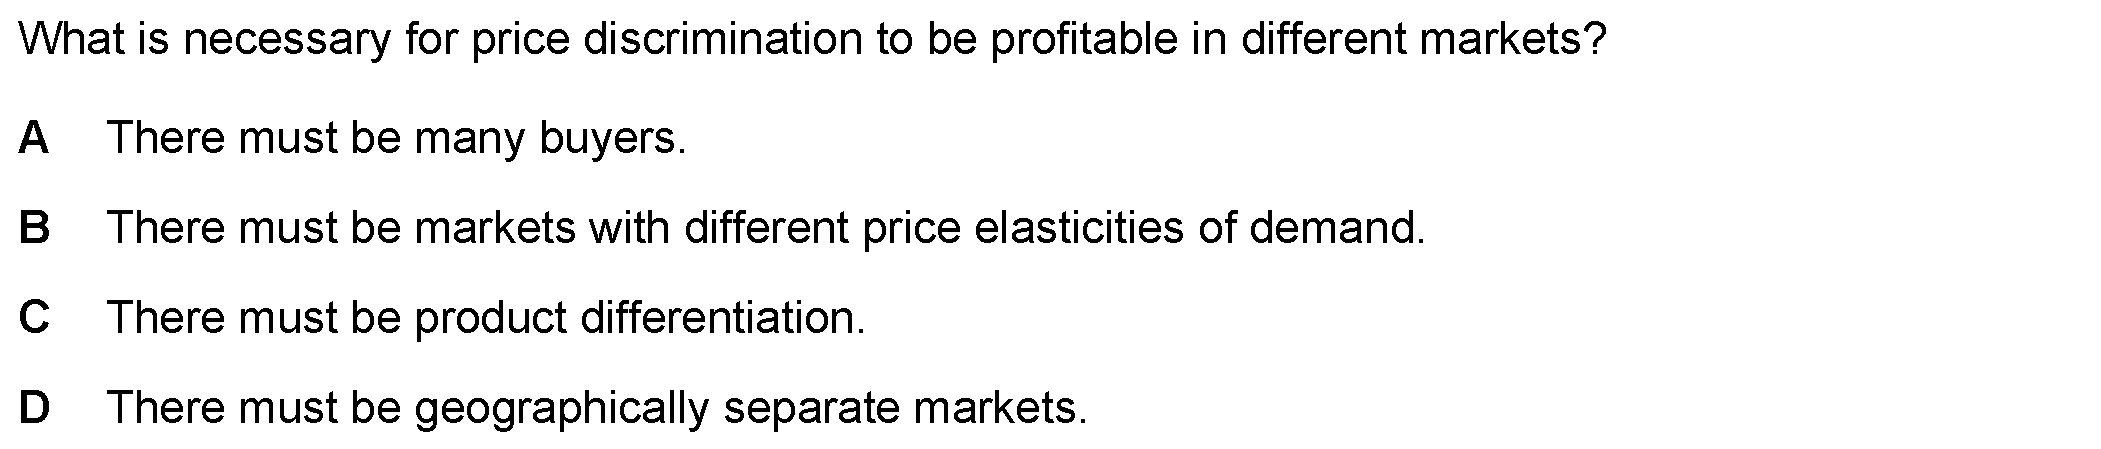 What is necessary for price discrimination to be profitable in different markets?
A There must be many buyers.
B There must be markets with different price elasticities of demand.
C There must be product differentiation.
D There must be geographically separate markets.